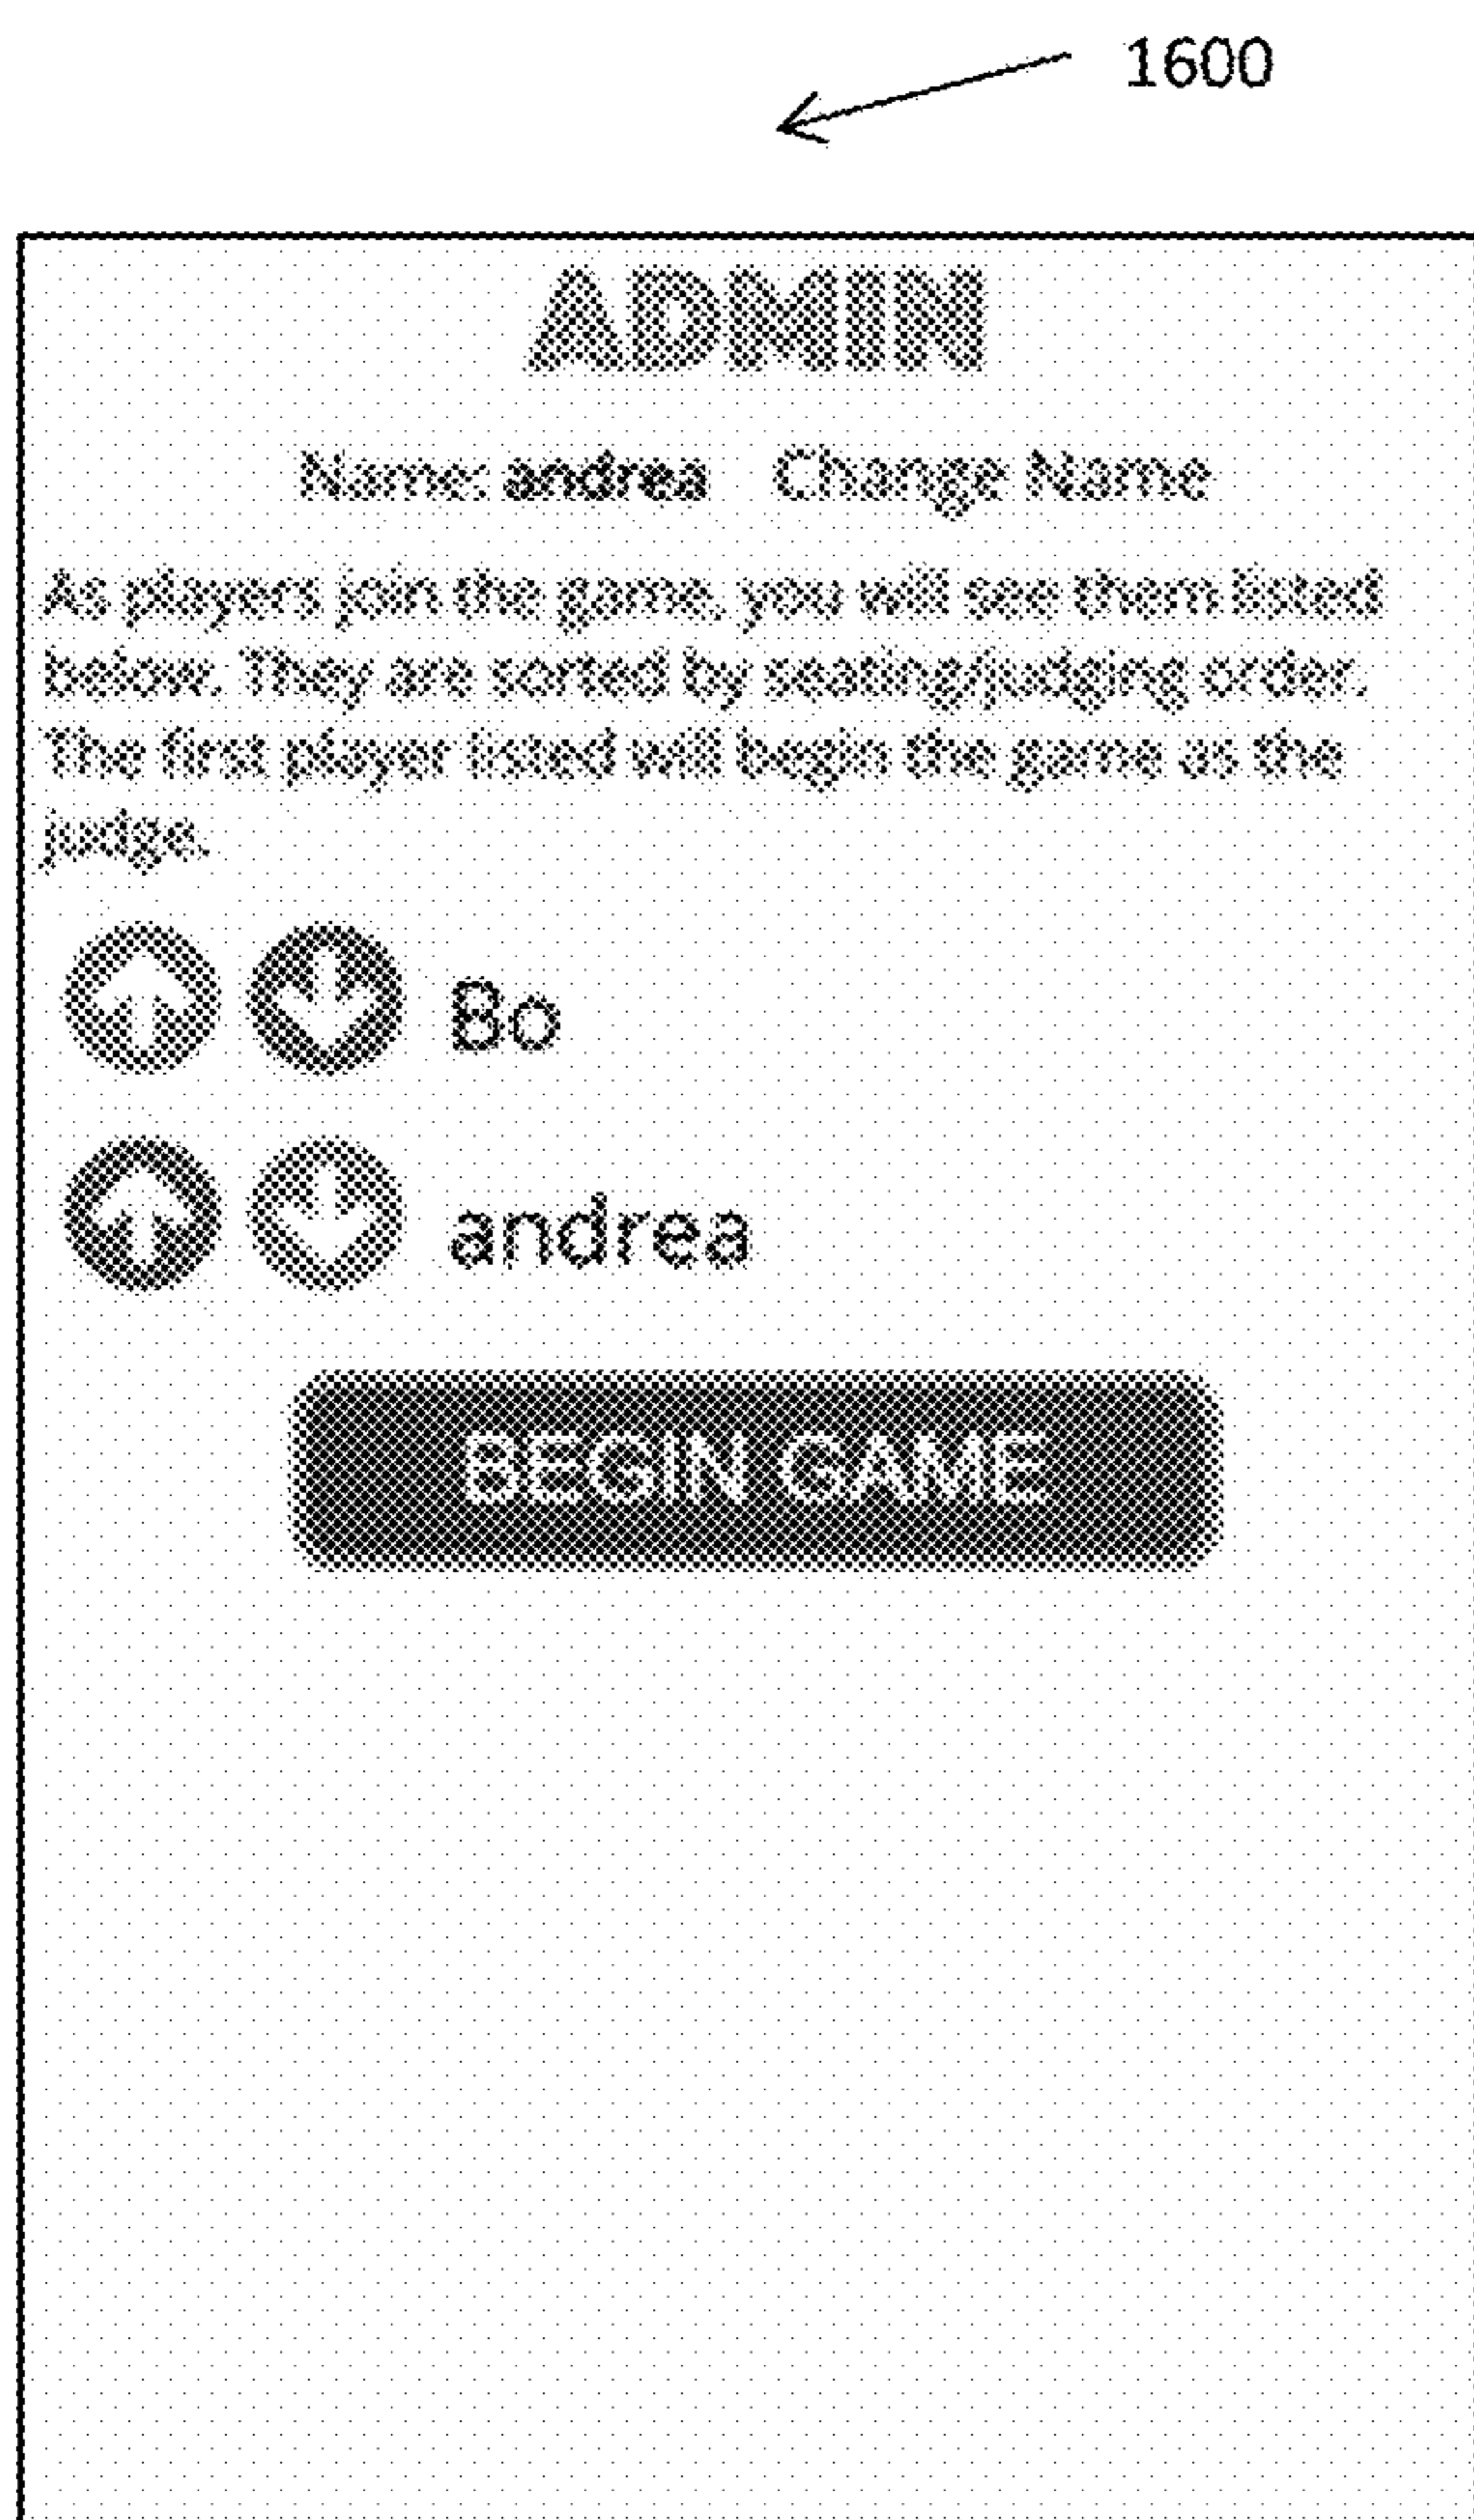 1600
ADMIN
Name: andrea Change Name
As players join the game, you will see them listed
below. They are sorted by seating/judging order.
The first player listed will begin the game as the
judge.
Bo
andrea
BEGIN GAME